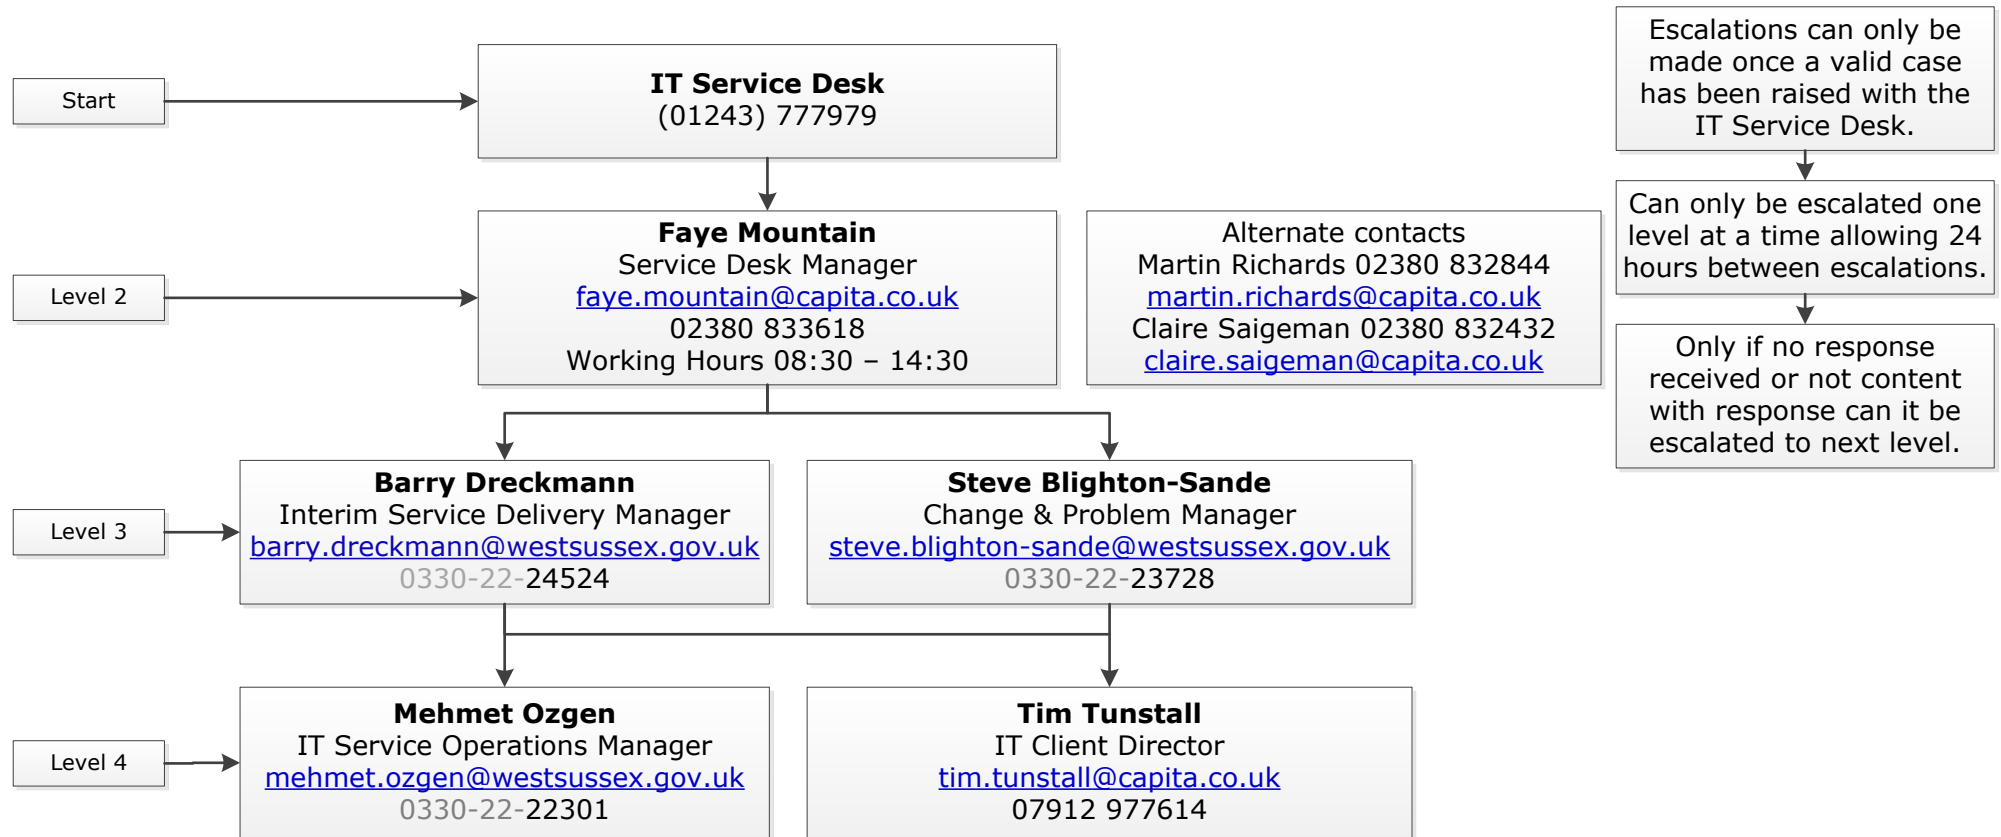 Start
IT Service Desk
(01243) 777979
Escalations can only be
made once a valid case
has been raised with the
IT Service Desk.
Can only be escalated one
level at a time allowing 24
hours between escalations.
Only if no response
received or not content
with response can it be
escalated to next level.
Level 2
Faye Mountain
Service Desk Manager
faye.mountain@capita.co.uk
02380 833618
Working Hours 08:30 – 14:30
Alternate contacts
Martin Richards 02380 832844
martin.richards@capita.co.uk
Claire Saigeman 02380 832432
claire.saigeman@capita.co.uk
Level 3
Barry Dreckmann
Interim Service Delivery Manager
barry.dreckmann@westsussex.gov.uk
0330-22-24524
Steve Blighton-Sande
Change & Problem Manager
steve.blighton-sande@westsussex.gov.uk
0330-22-23728
Level 4
Mehmet Ozgen
IT Service Operations Manager
mehmet.ozgen@westsussex.gov.uk
0330-22-22301
Tim Tunstall
IT Client Director
tim.tunstall@capita.co.uk
07912 977614